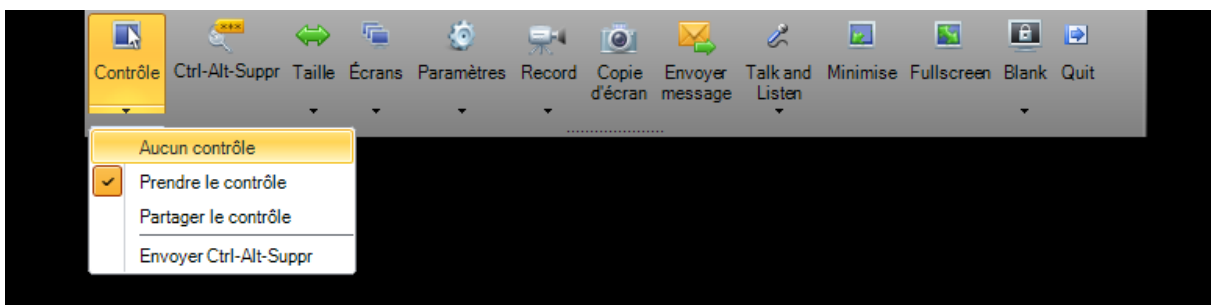 Contrôle Ctrl-Alt-Suppr Taille Écrans Paramètres Record Copie d'écran Envoyer message Talk and Listen Minimise Fullscreen Blank Quit
Aucun contrôle
Prendre le contrôle
Partager le contrôle
Envoyer Ctrl-Alt-Suppr